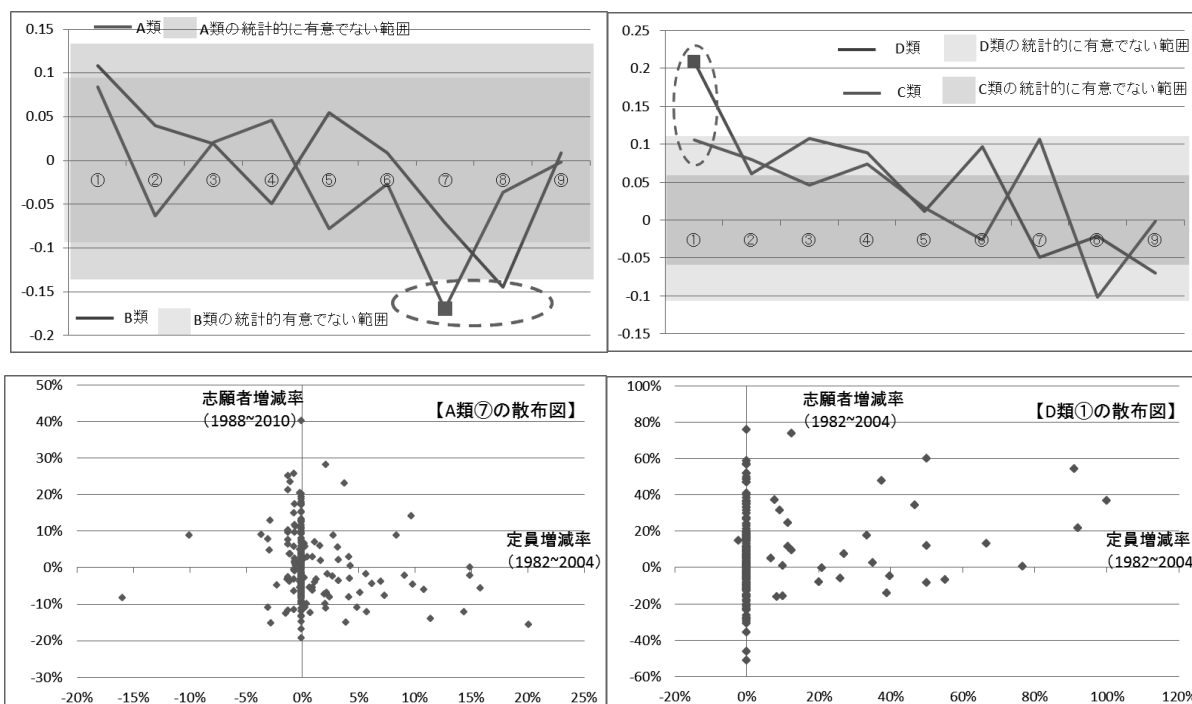 0.15
0.1
0.05
0
-0.05
-0.1
-0.15
-0.2
A類 A類の統計的に有意でない範囲
① ② ③ ④ ⑤ ⑥ ⑦ ⑧ ⑨
B類 B類の統計的有意でない範囲
0.25
0.2
0.15
0.1
0.05
0
-0.05
-0.1
-0.15
D類 D類の統計的に有意でない範囲
C類 C類の統計的に有意でない範囲
① ② ③ ④ ⑤ ⑦ ⑨
50%
40%
30%
20%
10%
0%
-10%
-20%
-30%
志願者増減率
（1988~2010）
【A類⑦の散布図】
定員増減率
（1982~2004）
-20% -15% -10% -5% 0% 5% 10% 15% 20% 25%
100%
80%
60%
40%
20%
0%
-20%
-40%
-60%
志願者増減率
（1982~2004）
【D類①の散布図】
定員増減率
（1982~2004）
-20% 0% 20% 40% 60% 80% 100% 120%